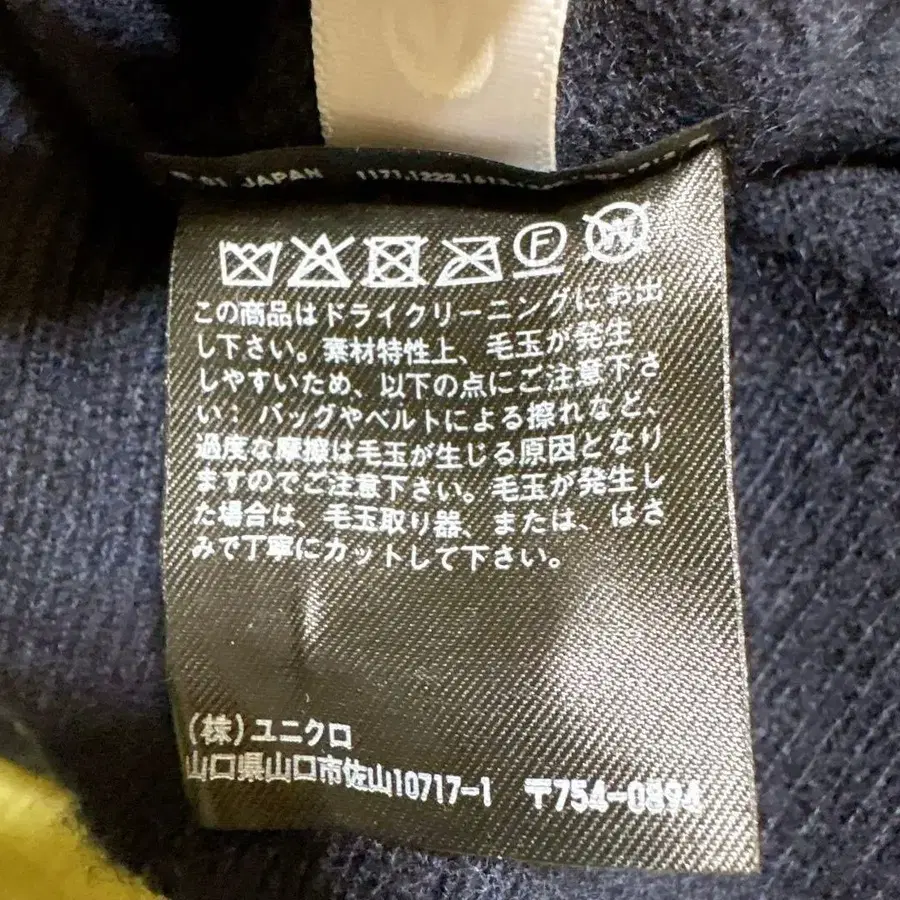 01 JAPAN 1171,1222,1618
F W
この商品はドライクリーニングにお出
し下さい。素材特性上、毛玉が発生
しやすいため、以下の点にご注意下さ
い：バッグやベルトによる擦れなど、
過度な摩擦は毛玉が生じる原因となり
ますのでご注意下さい。毛玉が発生し
た場合は、毛玉取り器、または、はさ
みで丁寧にカットして下さい。
(株)ユニクロ
山口県山口市佐山10717-1 〒754-0894